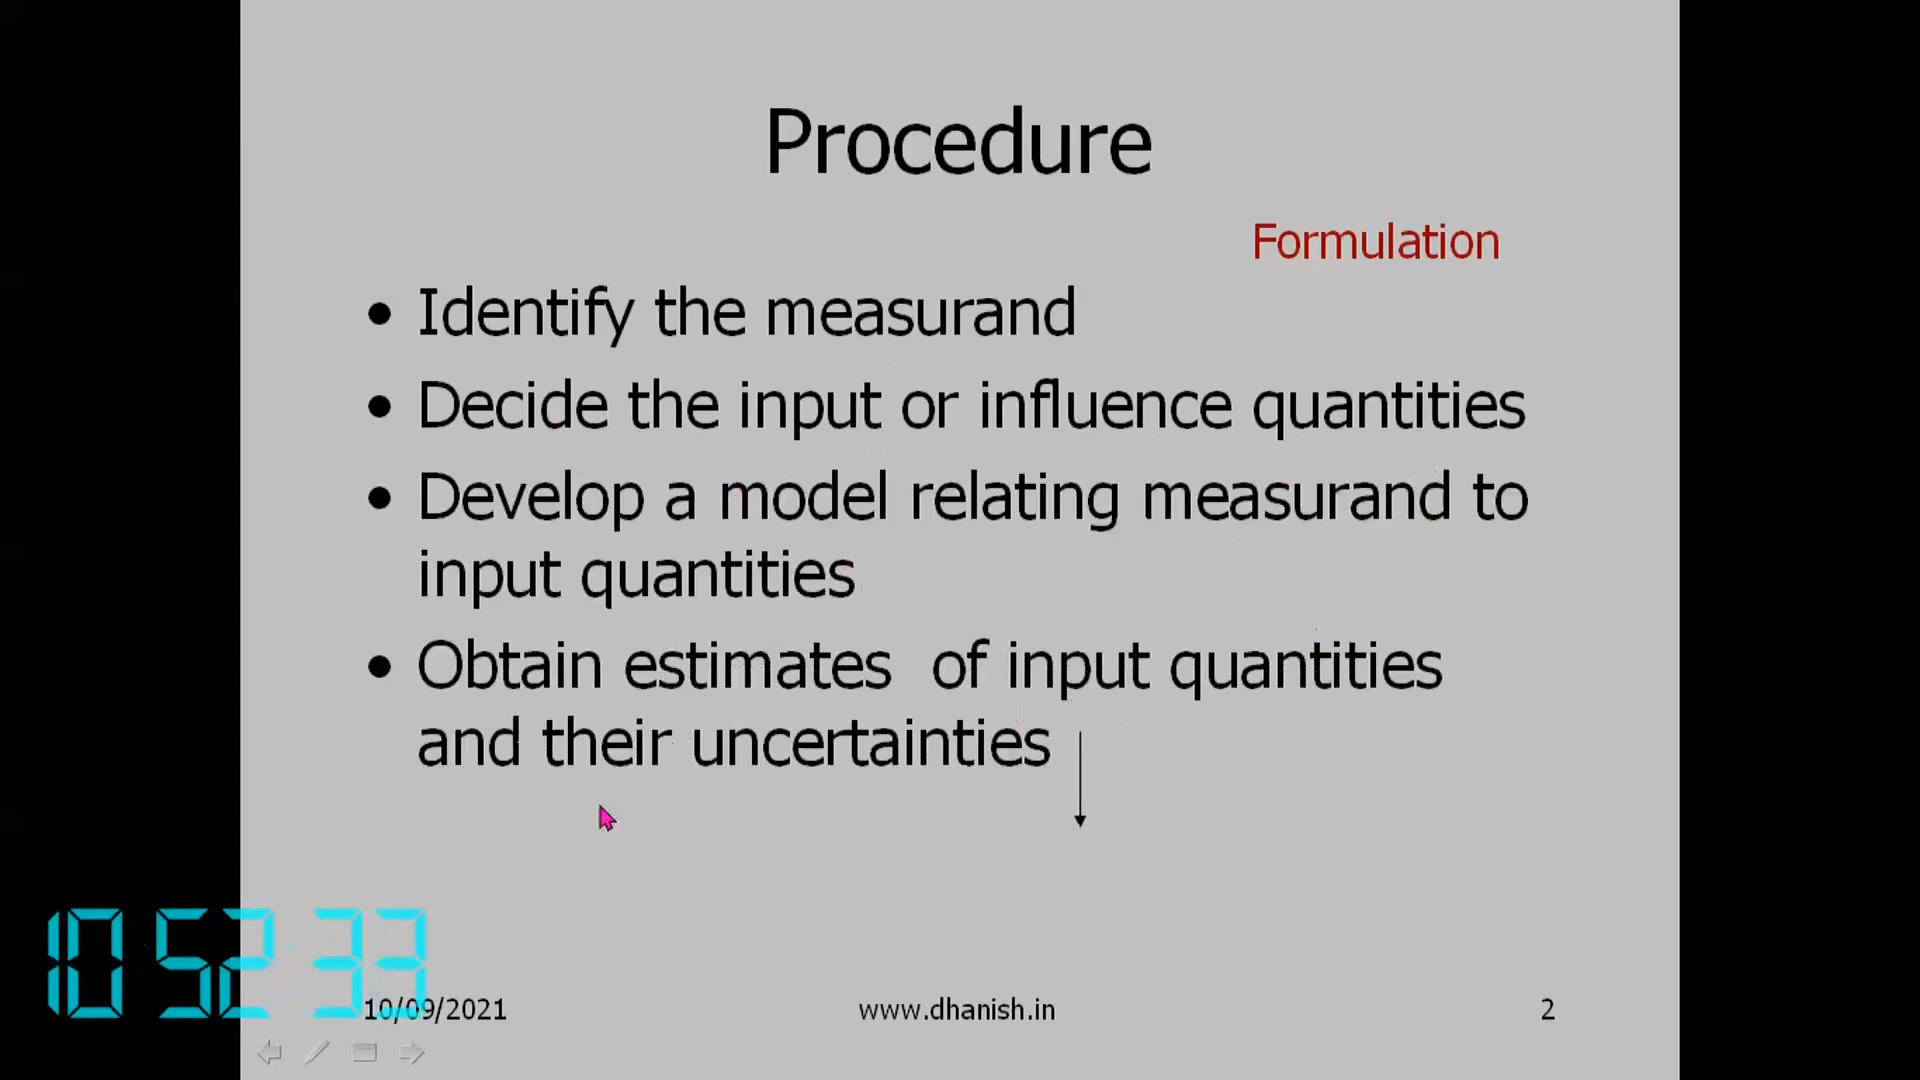 Procedure
Formulation
• Identify the measurand
• Decide the input or influence quantities
• Develop a model relating measurand to
input quantities
• Obtain estimates  of input quantities
and their uncertainties
10 52 33
10/09/2021
www.dhanish.in
2